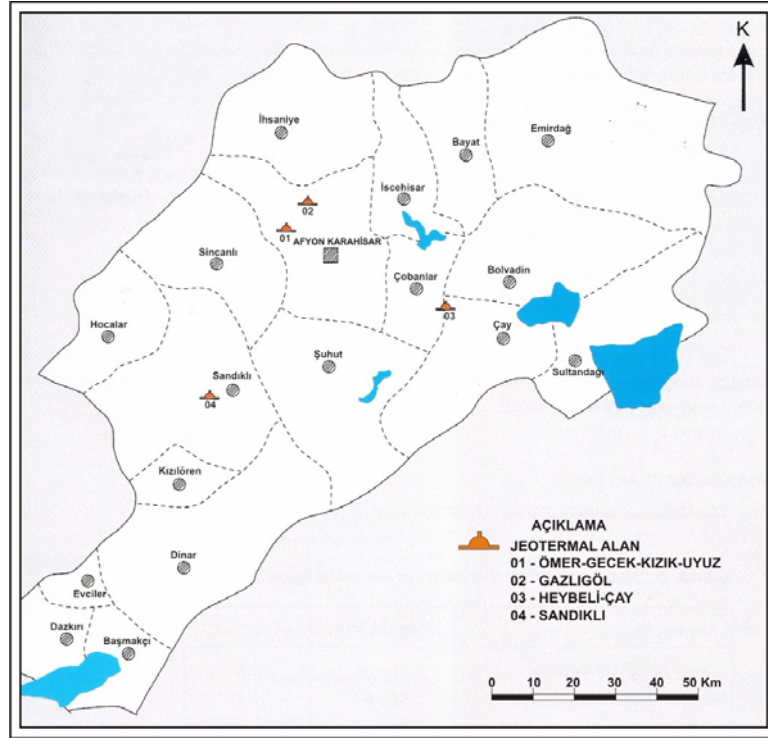 K
İhsaniye
Bayat
Emirdağ
İscehisar
02
01
AFYON KARAHİSAR
Sincanlı
Çobanlar
Bolvadin
03
Hocalar
Çay
Şuhut
Sultandağı
Sandıklı
04
Kızılören
Dinar
Evciler
Dazkırı
Başmakçı
AÇIKLAMA
JEOTERMAL ALAN
01 - ÖMER-GECEK-KIZIK-UYUZ
02 - GAZLIGÖL
03 - HEYBELİ-ÇAY
04 - SANDIKLI
0 10 20 30 40 50 Km